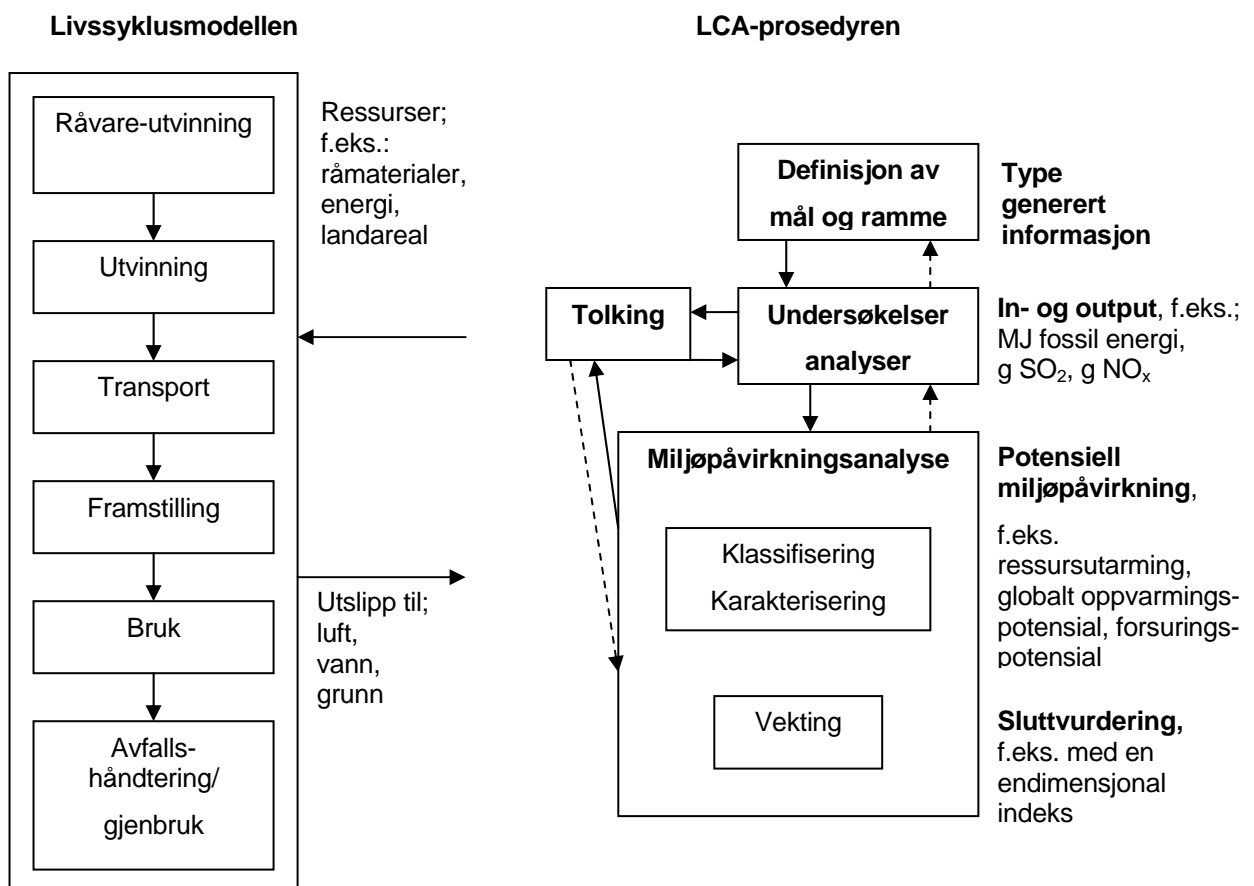 Livssyklusmodellen
Råvare-utvinning
Utvinning
Transport
Framstilling
Bruk
Avfalls-
håndtering/
gjenbruk
Ressurser;
f.eks.:
råmaterialer,
energi,
landareal
Utslipp til;
luft,
vann,
grunn
LCA-prosedyren
Definisjon av
mål og ramme
Tolking
Undersøkelser
analyser
Miljøpåvirkningsanalyse
Klassifisering
Karakterisering
Vekting
Type
generert
informasjon
In- og output, f.eks.;
MJ fossil energi,
g SO₂, g NOₓ
Potensiell
miljøpåvirkning,
f.eks.
ressursutarming,
globalt oppvarmings-
potensial, forsurings-
potensial
Sluttvurdering,
f.eks. med en
endimensjonal
indeks